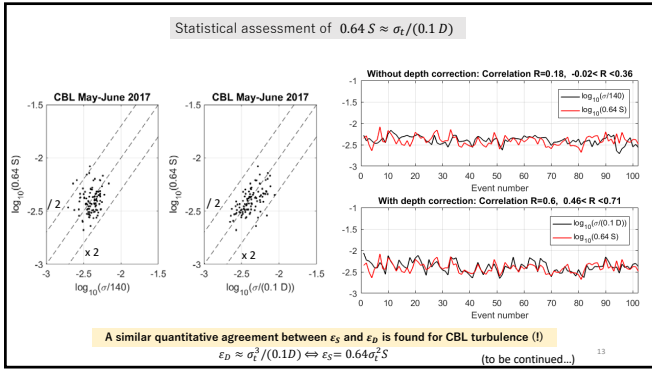 Statistical assessment of 0.64 S ≈ σₜ/(0.1 D)
CBL May-June 2017
-1.5
-2
-2.5
-3
log₁₀(0.64 S)
/ 2
x 2
-3 -2.5 -2 -1.5
log₁₀(σ/140)
CBL May-June 2017
-1.5
-2
-2.5
-3
log₁₀(0.64 S)
/ 2
x 2
-3 -2.5 -2 -1.5
log₁₀(σ/(0.1 D))
Without depth correction: Correlation R=0.18, -0.02< R <0.36
-1
-1.5
-2
-2.5
-3
log₁₀(σ/140)
log₁₀(0.64 S)
0 10 20 30 40 50 60 70 80 90 100
Event number
With depth correction: Correlation R=0.6, 0.46< R <0.71
-1
-1.5
-2
-2.5
-3
log₁₀(σ/(0.1 D))
log₁₀(0.64 S)
0 10 20 30 40 50 60 70 80 90 100
Event number
A similar quantitative agreement between ε_S and ε_D is found for CBL turbulence (!)
ε_D ≈ σₜ³/(0.1D) ⇔ ε_S= 0.64σₜ²S
(to be continued...)
13